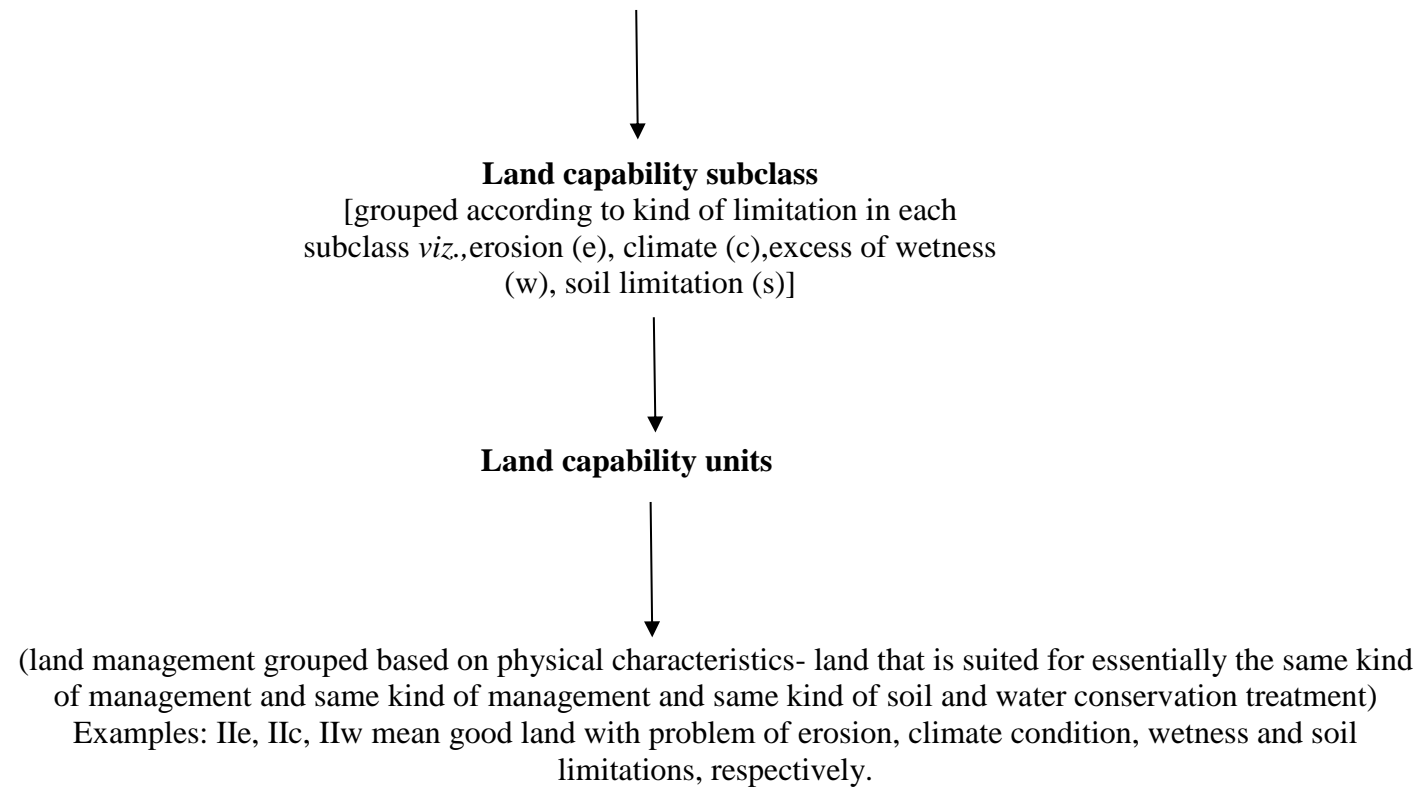 Land capability subclass
[grouped according to kind of limitation in each
subclass viz.,erosion (e), climate (c),excess of wetness
(w), soil limitation (s)]
Land capability units
(land management grouped based on physical characteristics- land that is suited for essentially the same kind
of management and same kind of management and same kind of soil and water conservation treatment)
Examples: IIe, IIc, IIw mean good land with problem of erosion, climate condition, wetness and soil
limitations, respectively.